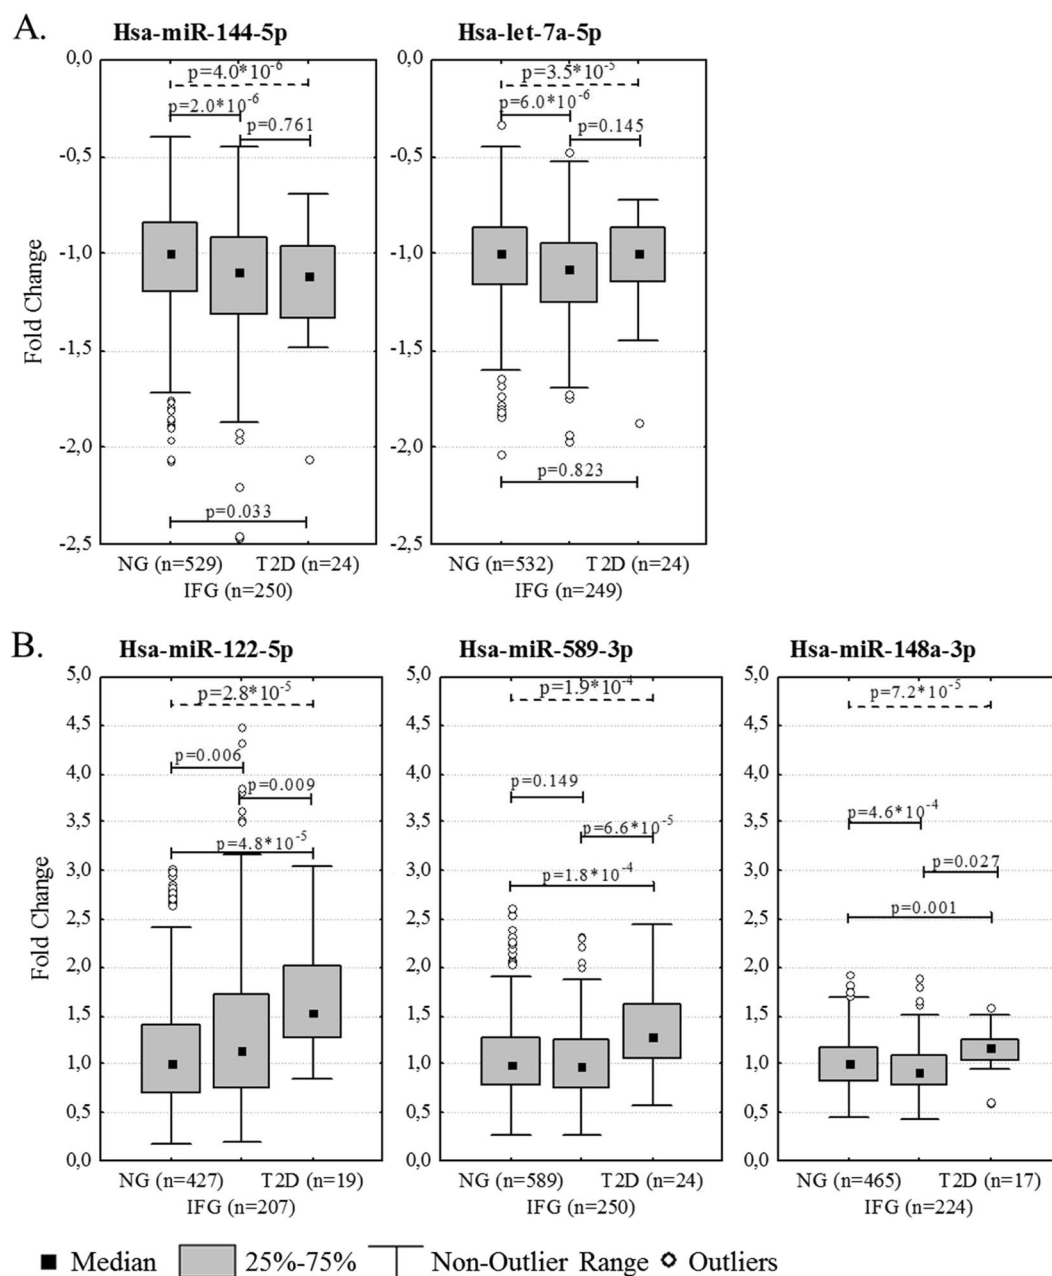 A.
Hsa-miR-144-5p
Hsa-let-7a-5p
0,0
-0,5
-1,0
-1,5
-2,0
-2,5
Fold Change
p=4.0*10^-6
p=2.0*10^-6
p=0.761
p=0.033
NG (n=529) T2D (n=24)
IFG (n=250)
0,0
-0,5
-1,0
-1,5
-2,0
-2,5
p=3.5*10^-5
p=6.0*10^-6
p=0.145
p=0.823
NG (n=532) T2D (n=24)
IFG (n=249)
B.
Hsa-miR-122-5p
Hsa-miR-589-3p
Hsa-miR-148a-3p
5,0
4,5
4,0
3,5
3,0
2,5
2,0
1,5
1,0
0,5
0,0
Fold Change
p=2.8*10^-5
p=0.006
p=0.009
p=4.8*10^-5
NG (n=427) T2D (n=19)
IFG (n=207)
5,0
4,5
4,0
3,5
3,0
2,5
2,0
1,5
1,0
0,5
0,0
p=1.9*10^-4
p=0.149
p=6.6*10^-5
p=1.8*10^-4
NG (n=589) T2D (n=24)
IFG (n=250)
5,0
4,5
4,0
3,5
3,0
2,5
2,0
1,5
1,0
0,5
0,0
p=7.2*10^-5
p=4.6*10^-4
p=0.027
p=0.001
NG (n=465) T2D (n=17)
IFG (n=224)
Median 25%-75% Non-Outlier Range Outliers